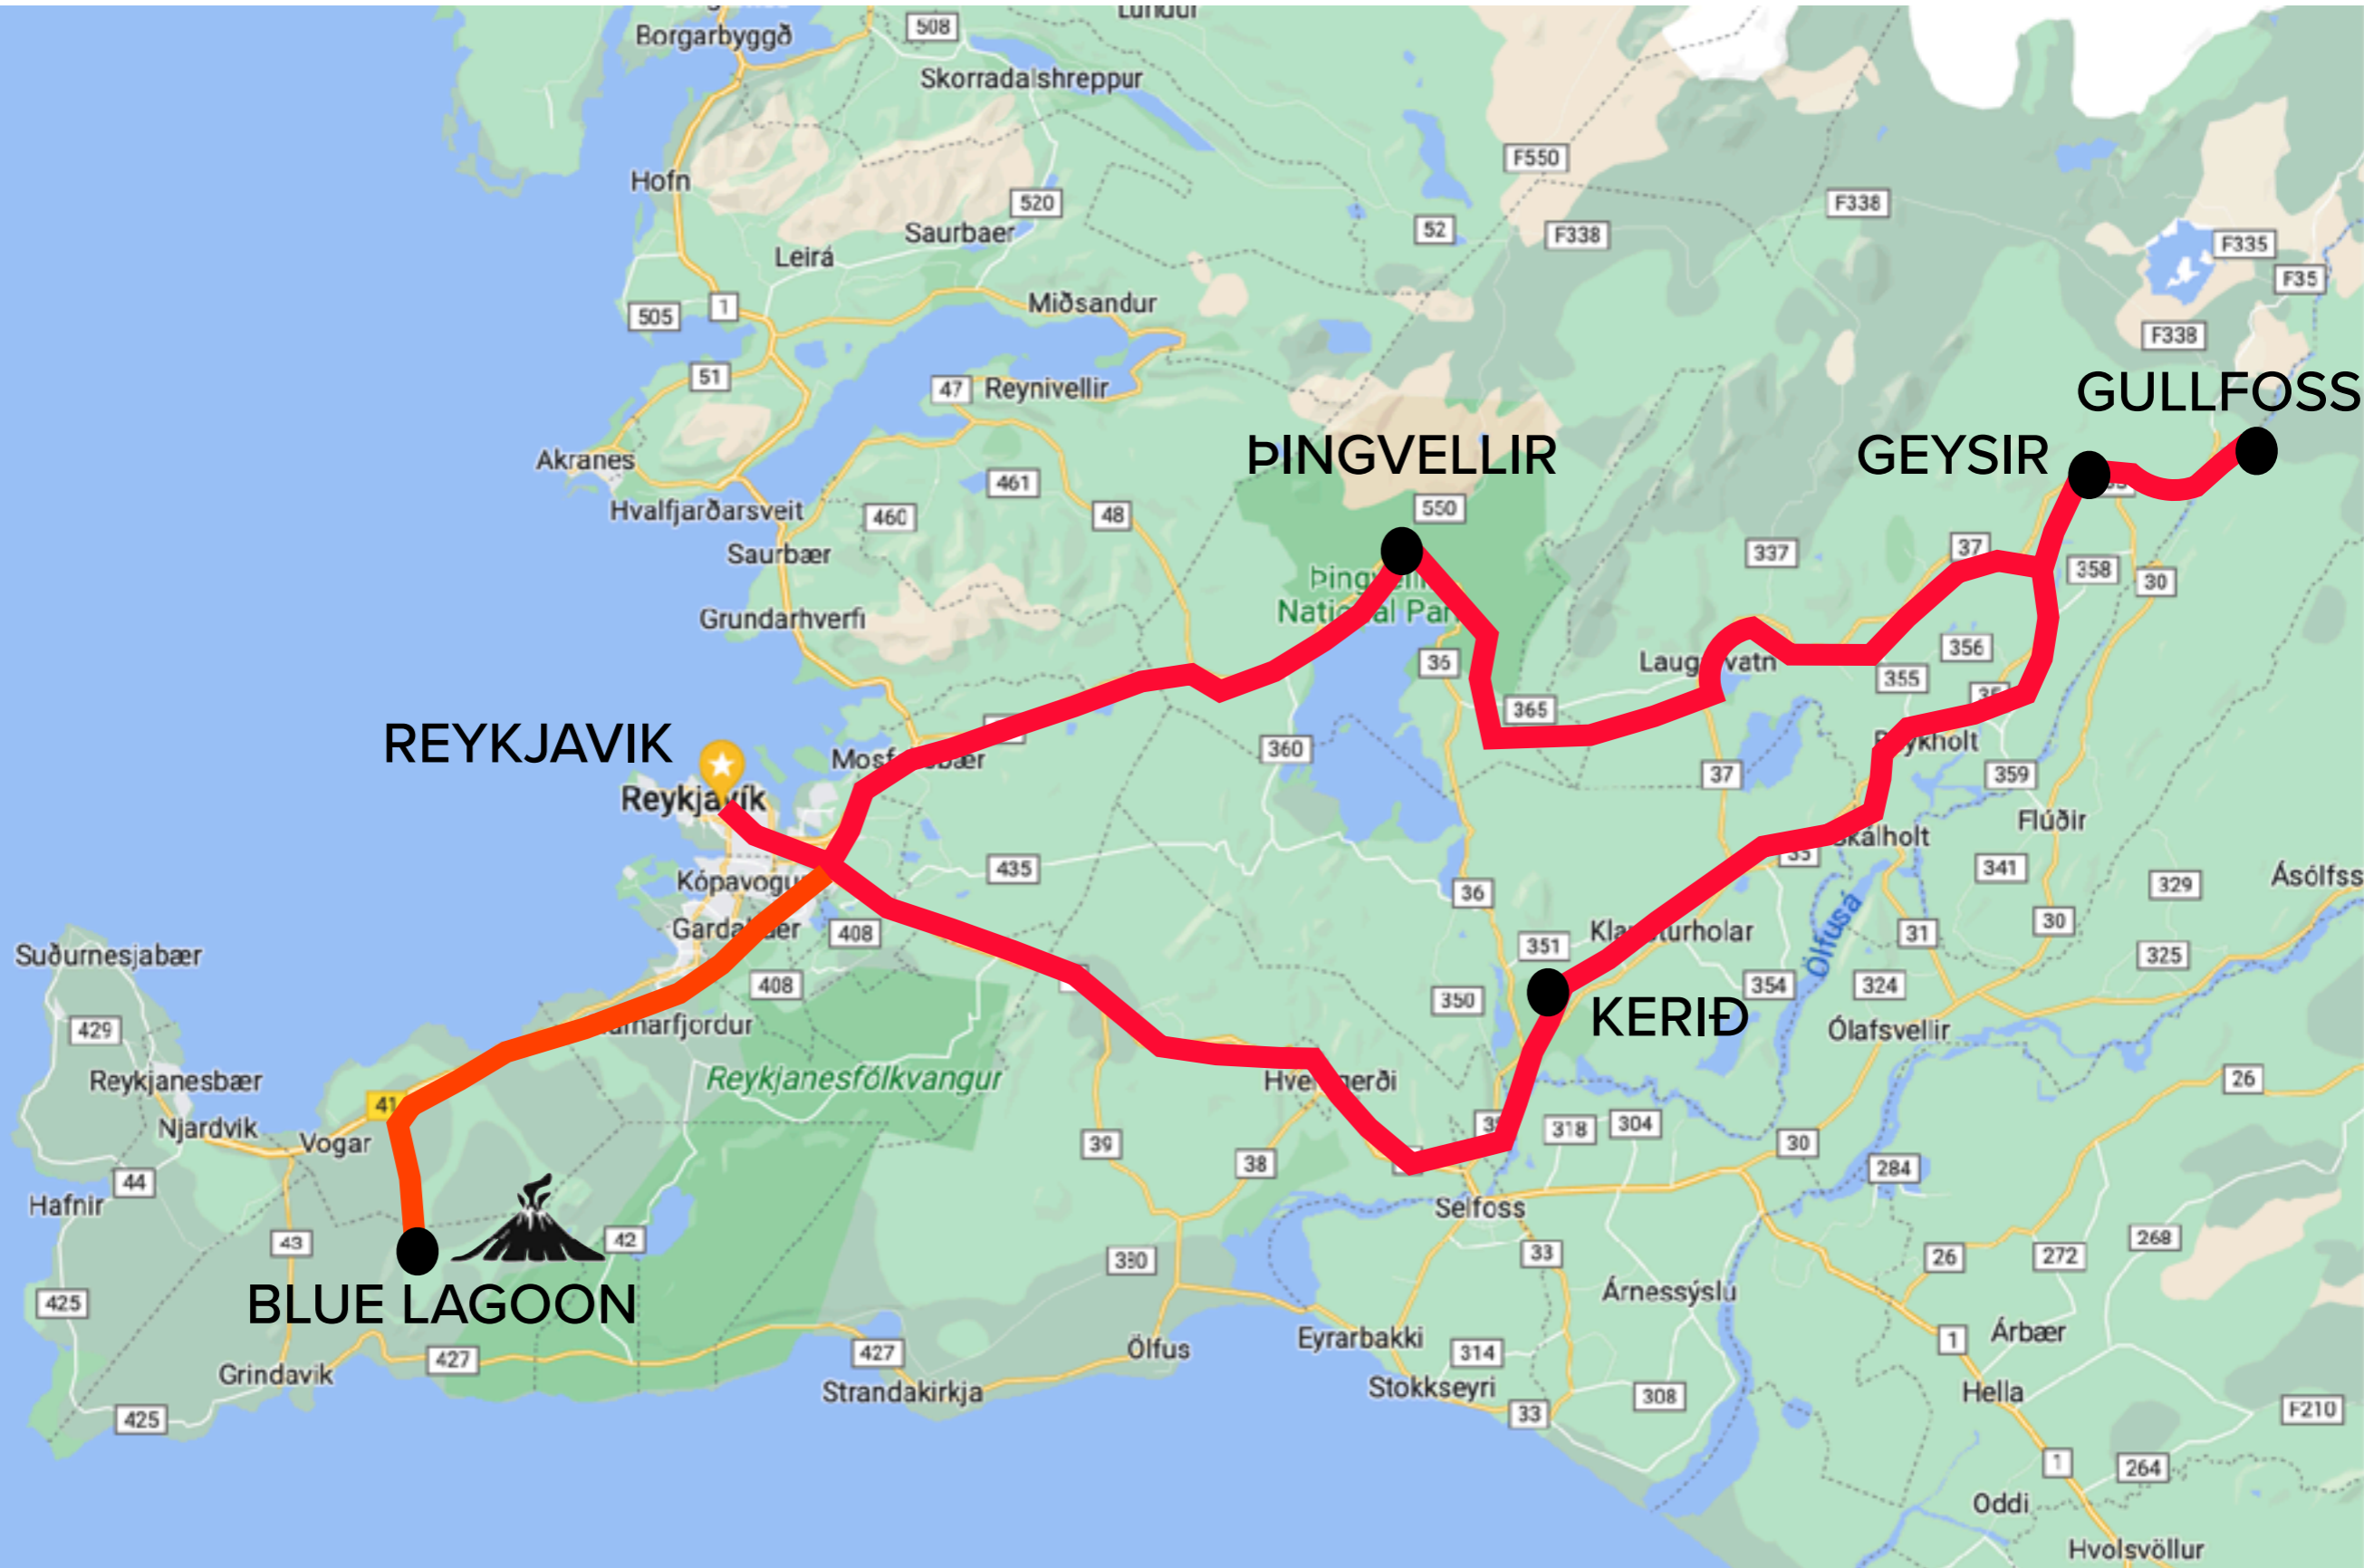 Borgarbyggð
508
Lundur
Skorradalshreppur
F550
Hofn
520
F338
Saurbaer
52
F338
F335
Leirá
F35
Miðsandur
505
1
F338
51
47
Reynivellir
GULLFOSS
Akranes
ÞINGVELLIR
GEYSIR
461
Hvalfjarðarsveit
460
48
550
Saurbær
337
37
358
30
Grundarhverfi
36
356
355
REYKJAVIK
365
360
37
359
Reykjavík
Flúðir
435
Kópavogur
36
341
329
408
351
31
30
Suðurnesjabær
Ölfusá
325
408
350
354
324
KERIÐ
429
Ólafsvellir
Reykjanesbær
Reykjanesfólkvangur
26
41
Njardvik
Vogar
39
318
304
30
38
284
44
Hafnir
Selfoss
43
42
380
33
26
272
268
BLUE LAGOON
Árnessýslu
425
Eyrarbakki
1
Árbær
427
427
Ölfus
314
Grindavik
Strandakirkja
Stokkseyri
308
Hella
425
33
F210
1
264
Oddi
Hvolsvöllur